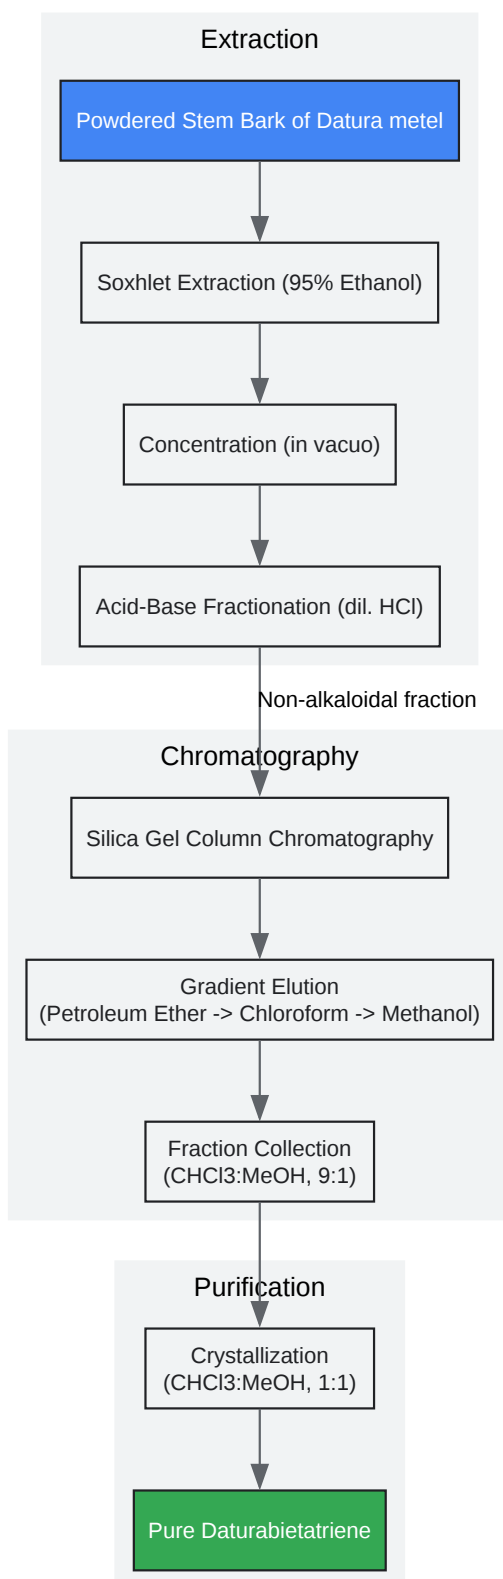 Extraction
Powdered Stem Bark of Datura metel
Soxhlet Extraction (95% Ethanol)
Concentration (in vacuo)
Acid-Base Fractionation (dil. HCl)
Non-alkaloidal fraction
Chromatography
Silica Gel Column Chromatography
Gradient Elution
(Petroleum Ether -> Chloroform -> Methanol)
Fraction Collection
(CHCl3:MeOH, 9:1)
Purification
Crystallization
(CHCl3:MeOH, 1:1)
Pure Daturabietatriene